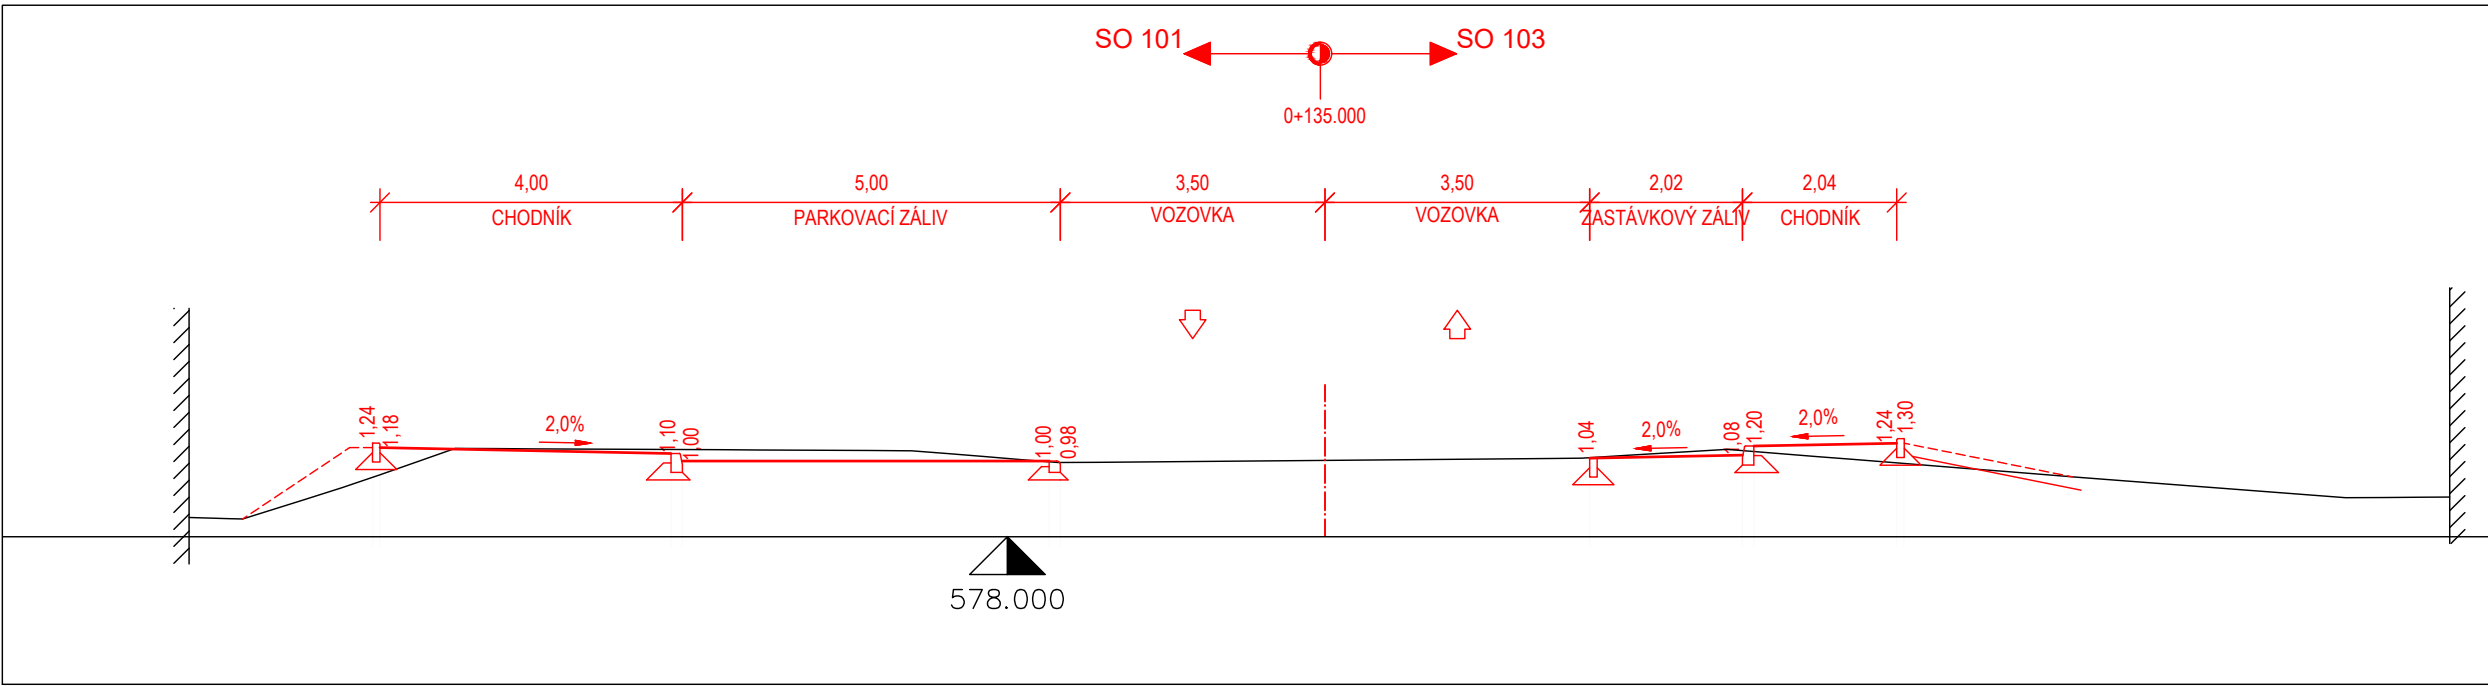 SO 101
SO 103
0+135.000
4,00
5,00
3,50
3,50
2,02
2,04
CHODNÍK
PARKOVACÍ ZÁLIV
VOZOVKA
VOZOVKA
ZASTÁVKOVÝ ZÁLIV
CHODNÍK
1,24
1,18
2,0%
1,10
1,00
1,00
0,98
1,04
2,0%
1,08
1,20
2,0%
1,24
1,30
578.000